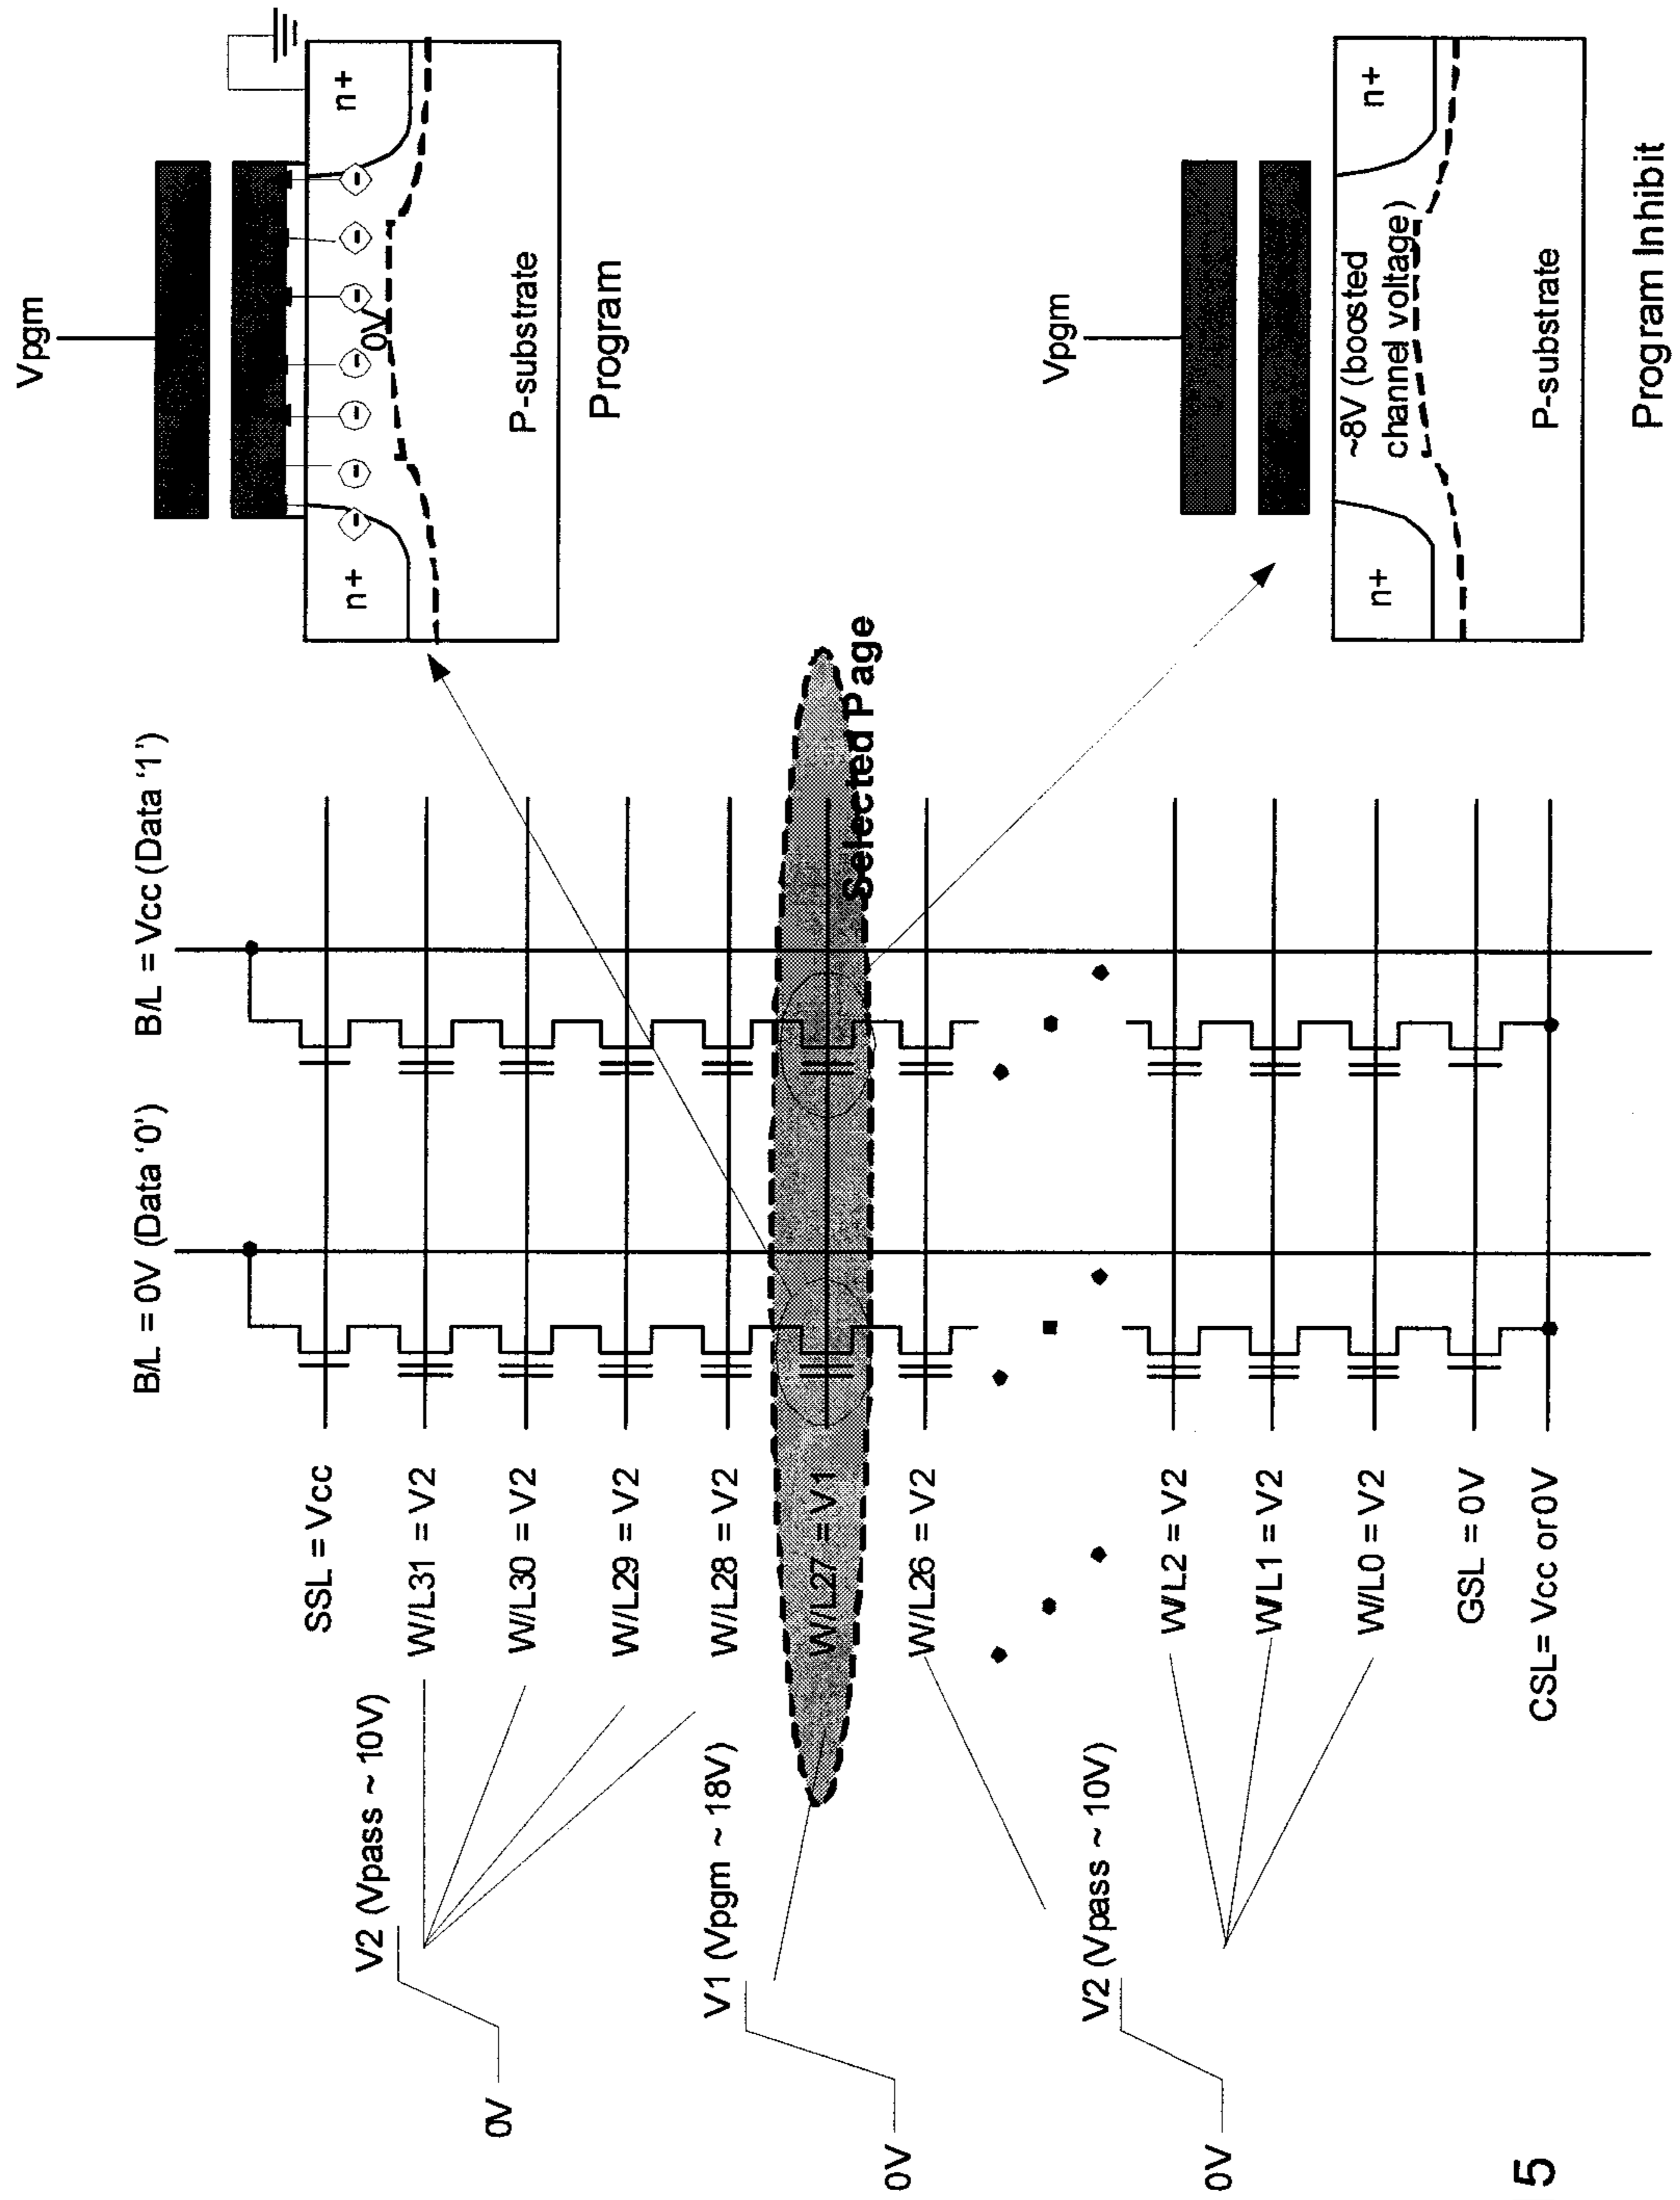 B/L = 0V (Data ‘0’)
B/L = Vcc (Data ‘1’)
SSL = Vcc
W/L31 = V2
W/L30 = V2
W/L29 = V2
W/L28 = V2
W/L27 = V1
W/L26 = V2
W/L2 = V2
W/L1 = V2
W/L0 = V2
GSL = 0V
CSL= Vcc or 0V
Selected Page
V2 (Vpass ~ 10V)
0V
V1 (Vpgm ~ 18V)
0V
V2 (Vpass ~ 10V)
0V
Vpgm
n+
n+
0V
P-substrate
Program
Vpgm
n+
n+
~8V (boosted
channel voltage)
P-substrate
Program Inhibit
5